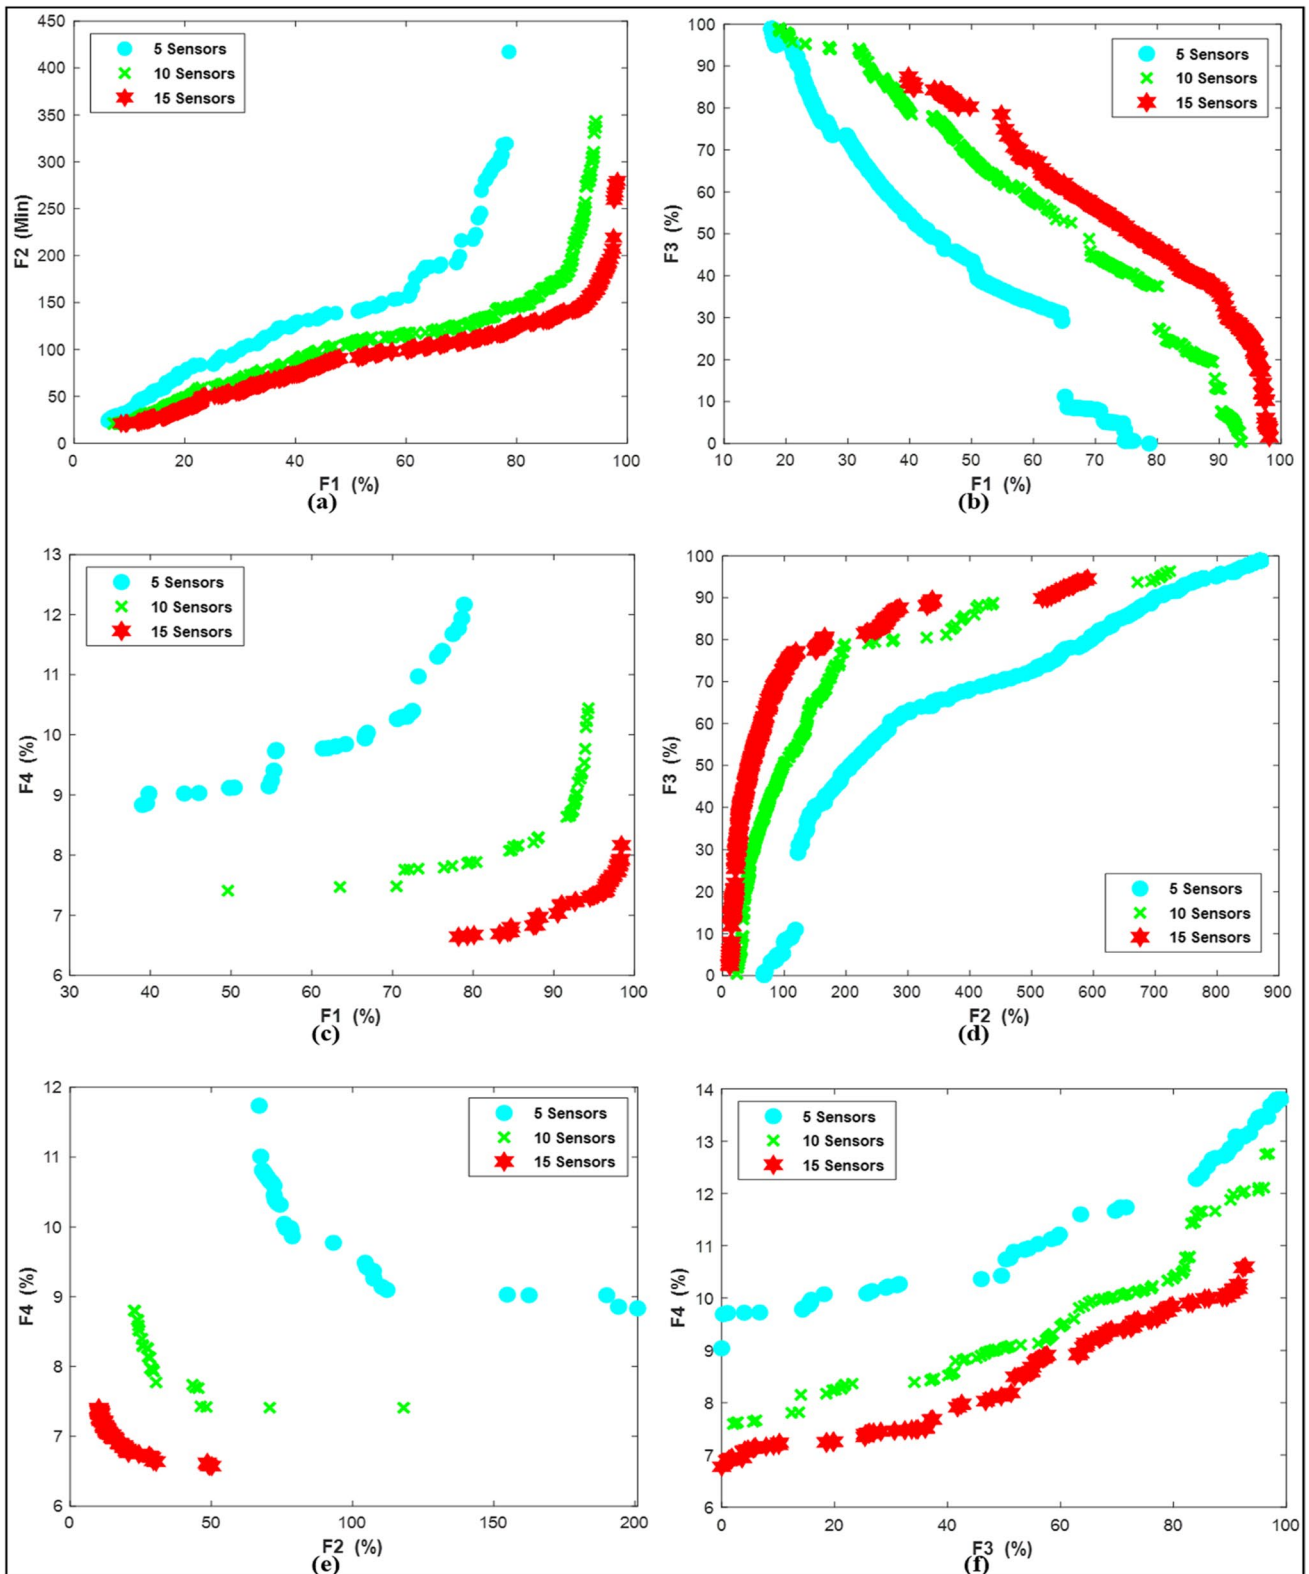 450
400
350
300
250
200
150
100
50
0
F2 (Min)
5 Sensors
10 Sensors
15 Sensors
0 20 40 60 80 100
F1 (%)
(a)
100
90
80
70
60
50
40
30
20
10
0
F3 (%)
5 Sensors
10 Sensors
15 Sensors
10 20 30 40 50 60 70 80 90 100
F1 (%)
(b)
13
12
11
10
9
8
7
6
F4 (%)
5 Sensors
10 Sensors
15 Sensors
30 40 50 60 70 80 90 100
F1 (%)
(c)
100
90
80
70
60
50
40
30
20
10
0
F3 (%)
5 Sensors
10 Sensors
15 Sensors
0 100 200 300 400 500 600 700 800 900
F2 (%)
(d)
12
11
10
9
8
7
6
F4 (%)
5 Sensors
10 Sensors
15 Sensors
0 50 100 150 200
F2 (%)
(e)
14
13
12
11
10
9
8
7
6
F4 (%)
5 Sensors
10 Sensors
15 Sensors
0 20 40 60 80 100
F3 (%)
(f)